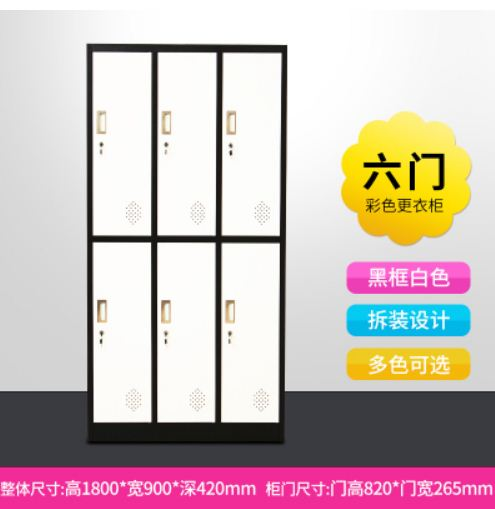 六门
彩色更衣柜
黑框白色
拆装设计
多色可选
整体尺寸:高1800*宽900*深420mm 柜门尺寸:门高820*门宽265mm